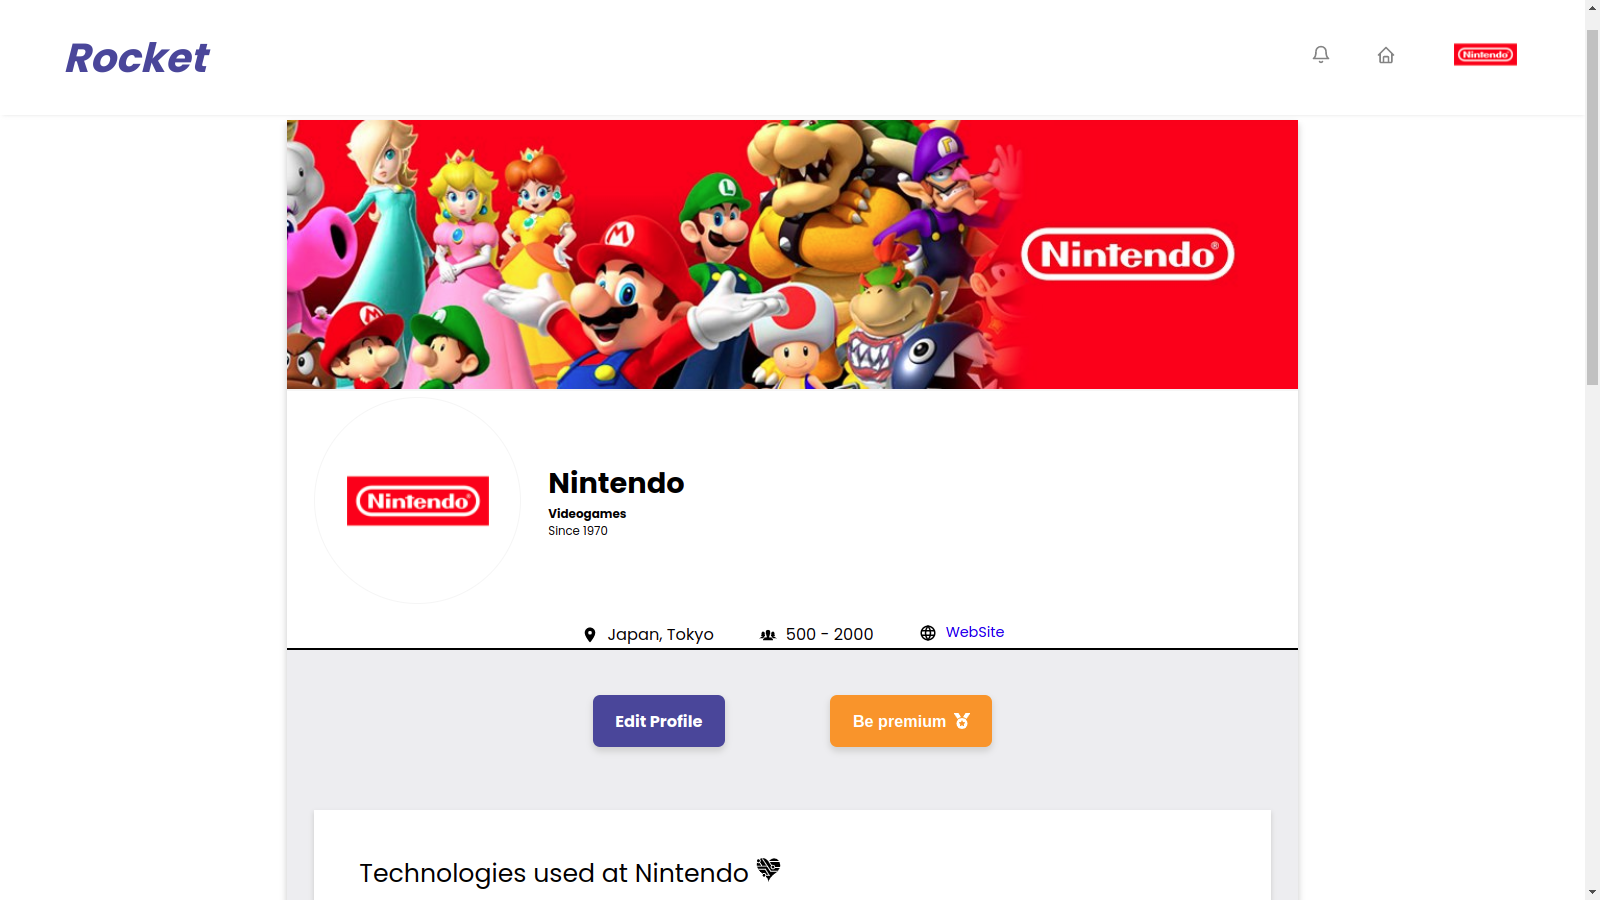 Rocket
Nintendo
Nintendo®
Nintendo®
Nintendo
Videogames
Since 1970
Japan, Tokyo
500 - 2000
WebSite
Edit Profile
Be premium
Technologies used at Nintendo